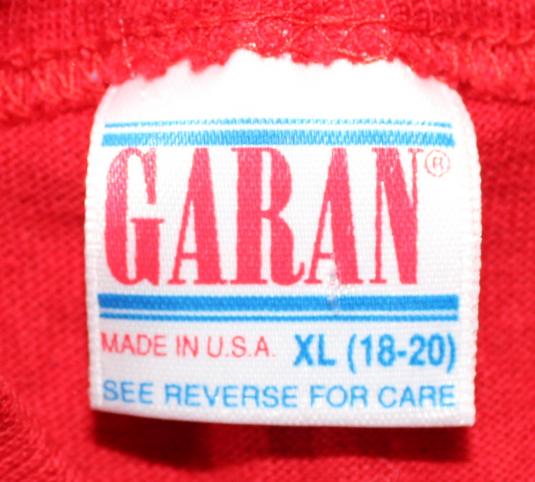 GARAN®
MADE IN U.S.A. XL (18-20)
SEE REVERSE FOR CARE